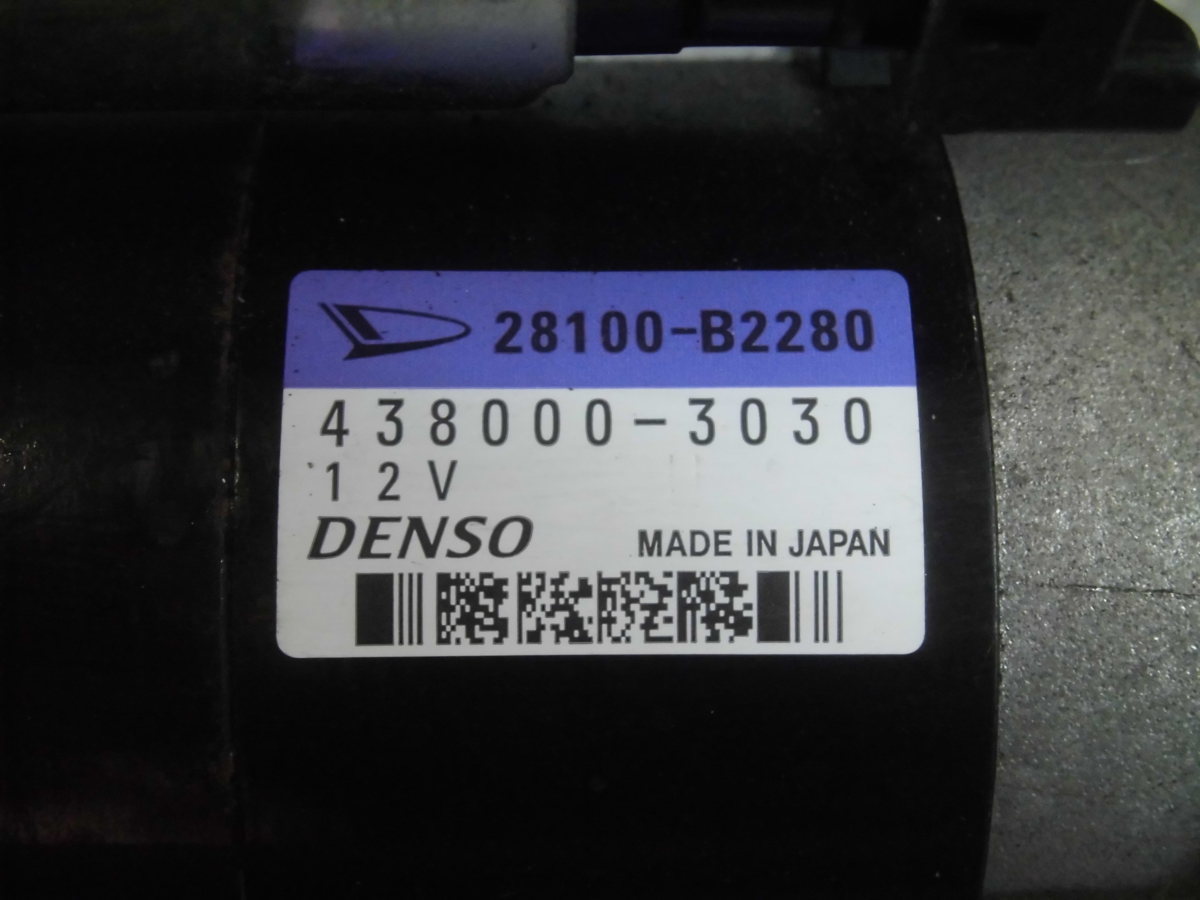 28100-B2280
438000-3030
12V
DENSO MADE IN JAPAN